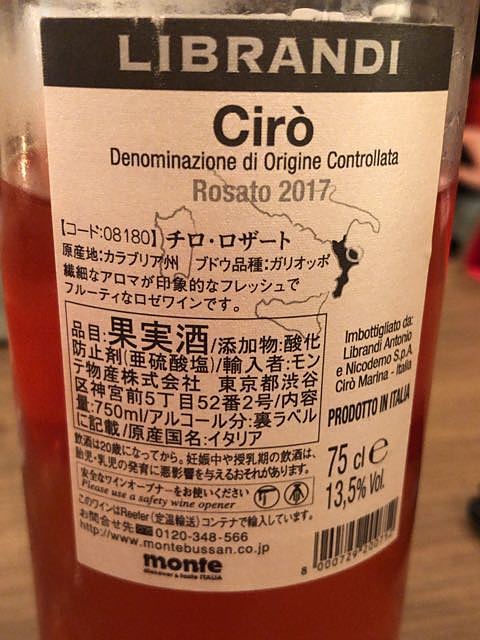 LIBRANDI
Cirò
Denominazione di Origine Controllata
Rosato 2017
【コード:08180】チロ・ロザート
原産地:カラブリア州 ブドウ品種:ガリオッポ
繊細なアロマが印象的なフレッシュで
フルーティなロゼワインです。
品目:果実酒/添加物:酸化
防止剤(亜硫酸塩)/輸入者:モン
テ物産株式会社 東京都渋谷
区神宮前5丁目52番2号/内容
量:750ml/アルコール分:裏ラベル
に記載/原産国名:イタリア
飲酒は20歳になってから。妊娠中や授乳期の飲酒は、
胎児・乳児の発育に悪影響を与えるおそれがあります。
安全なワインオープナーをお使いください
Please use a safety wine opener
このワインはReefer(定温輸送)コンテナで輸入しています。
お問合せ先 0120-348-566
http://www.montebussan.co.jp
monte
discover & taste ITALIA
Imbottigliato da:
Librandi Antonio
e Nicodemo S.p.A.
Cirò Marina - Italia
PRODOTTO IN ITALIA
75 cl e
13,5% Vol.